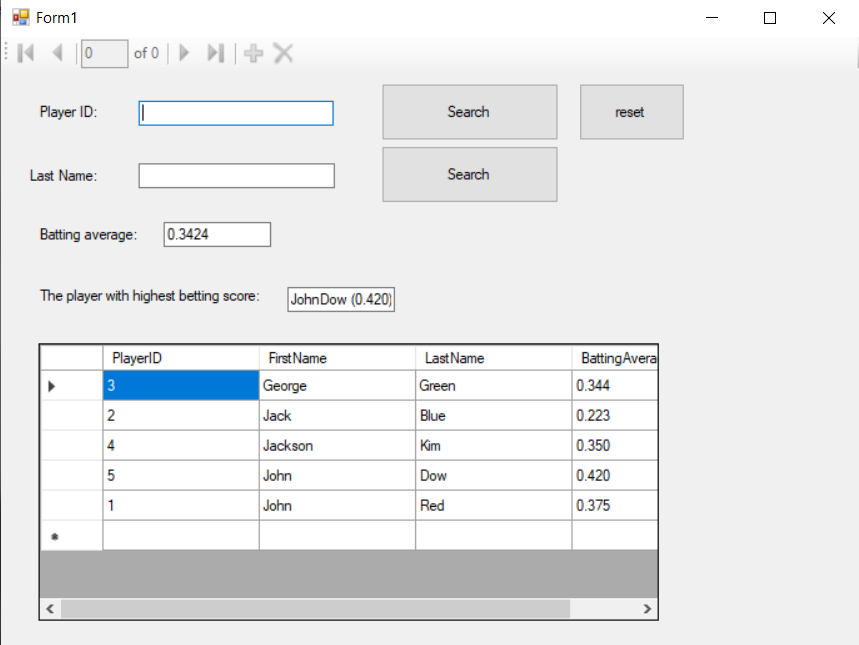 Form1
0 of 0
Player ID: Search reset
Last Name: Search
Batting average: 0.3424
The player with highest betting score: JohnDow (0.420)
PlayerID FirstName LastName BattingAvera
3 George Green 0.344
2 Jack Blue 0.223
4 Jackson Kim 0.350
5 John Dow 0.420
1 John Red 0.375